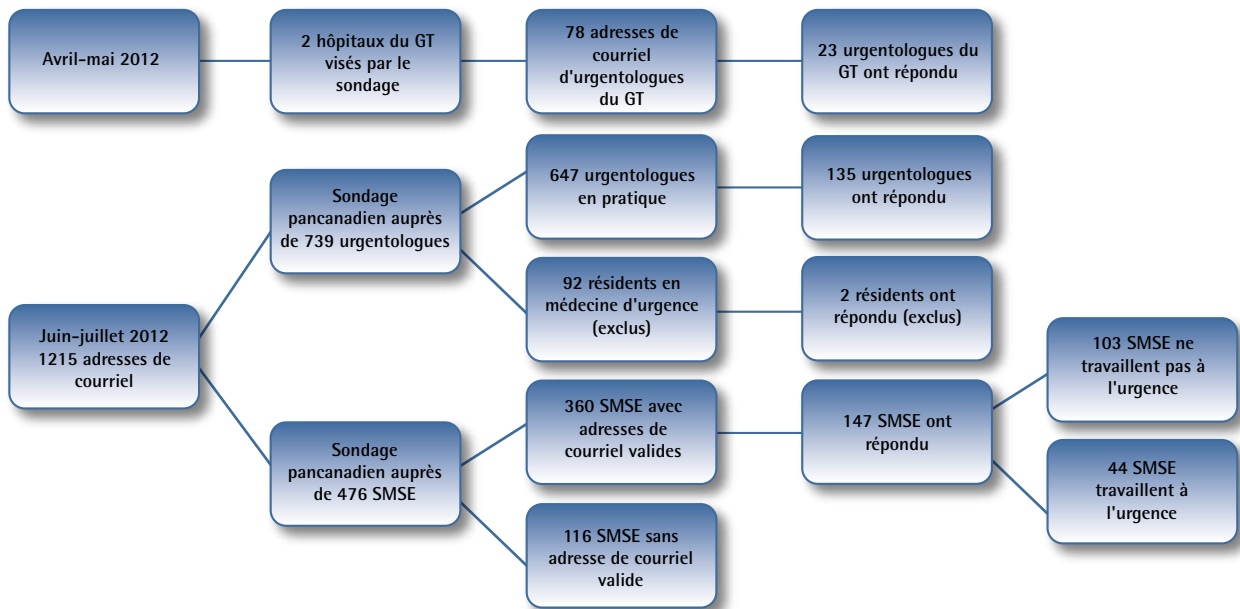 Avril-mai 2012
2 hôpitaux du GT
visés par le
sondage
78 adresses de
courriel
d'urgentologues
du GT
23 urgentologues du
GT ont répondu
Juin-juillet 2012
1215 adresses de
courriel
Sondage
pancanadien auprès
de 739 urgentologues
647 urgentologues
en pratique
135 urgentologues
ont répondu
92 résidents en
médecine d'urgence
(exclus)
2 résidents ont
répondu (exclus)
Sondage
pancanadien auprès
de 476 SMSE
360 SMSE avec
adresses de
courriel valides
147 SMSE ont
répondu
103 SMSE ne
travaillent pas à
l'urgence
44 SMSE
travaillent à
l'urgence
116 SMSE sans
adresse de courriel
valide